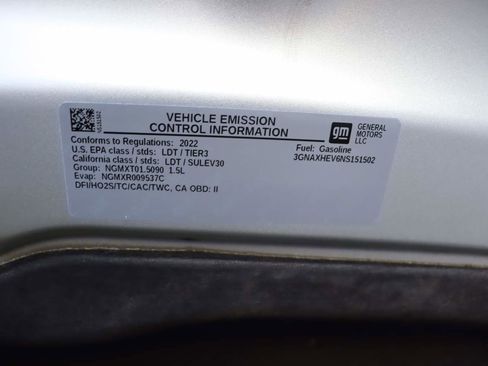 VEHICLE EMISSION
CONTROL INFORMATION
gm
GENERAL
MOTORS
LLC
Conforms to Regulations: 2022
U.S. EPA class / stds: LDT / TIER3
California class / stds: LDT / SULEV30
Group: NGMXT01.5090 1.5L
Evap: NGMXR009537C
DFI/HO2S/TC/CAC/TWC, CA OBD: II
Fuel: Gasoline
3GNAXHEV6NS151502